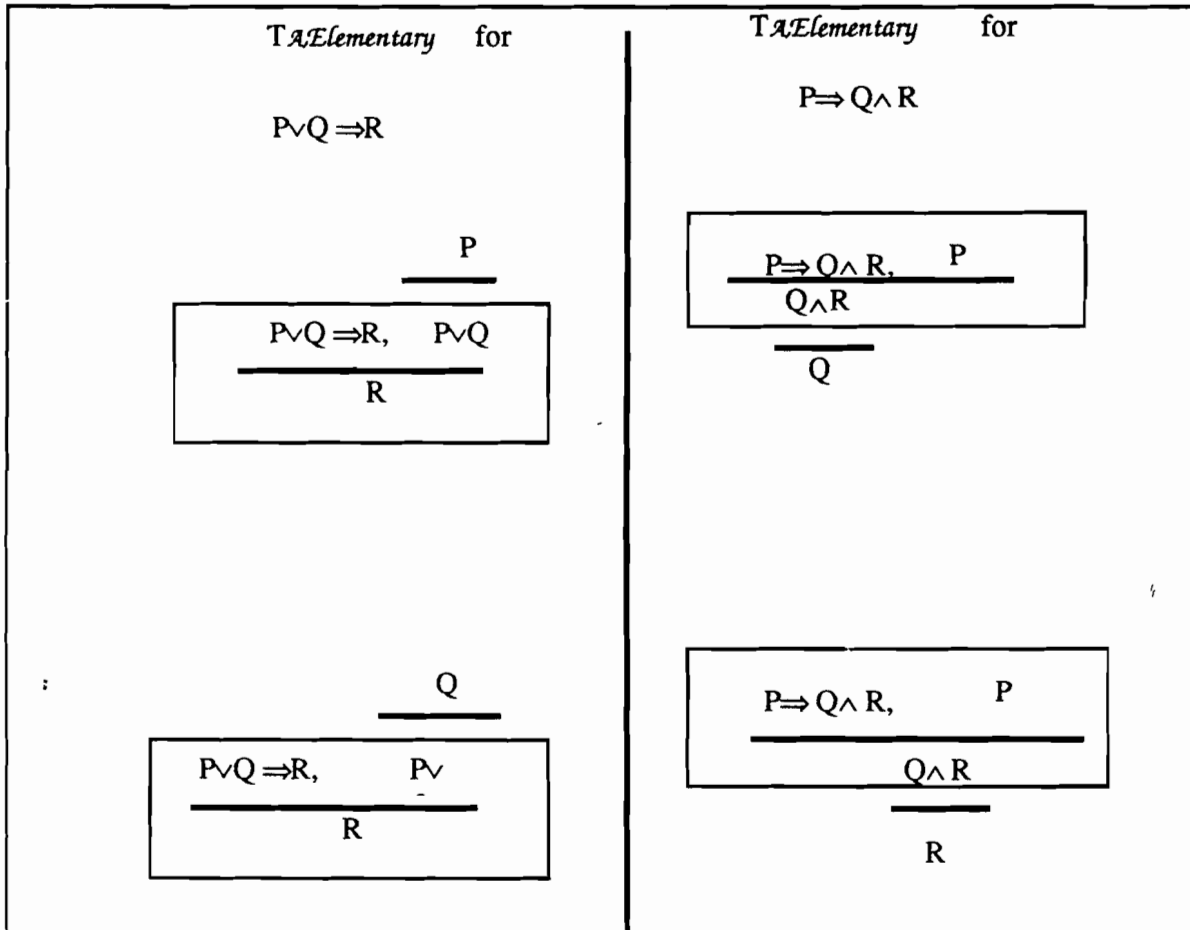 TAElementary for
P∨Q ⇒R
P
P∨Q ⇒R, P∨Q
R
Q
P∨Q ⇒R, P∨
R
TAElementary for
P⇒ Q∧ R
P⇒ Q∧ R, P
Q∧R
Q
P⇒ Q∧ R, P
Q∧ R
R